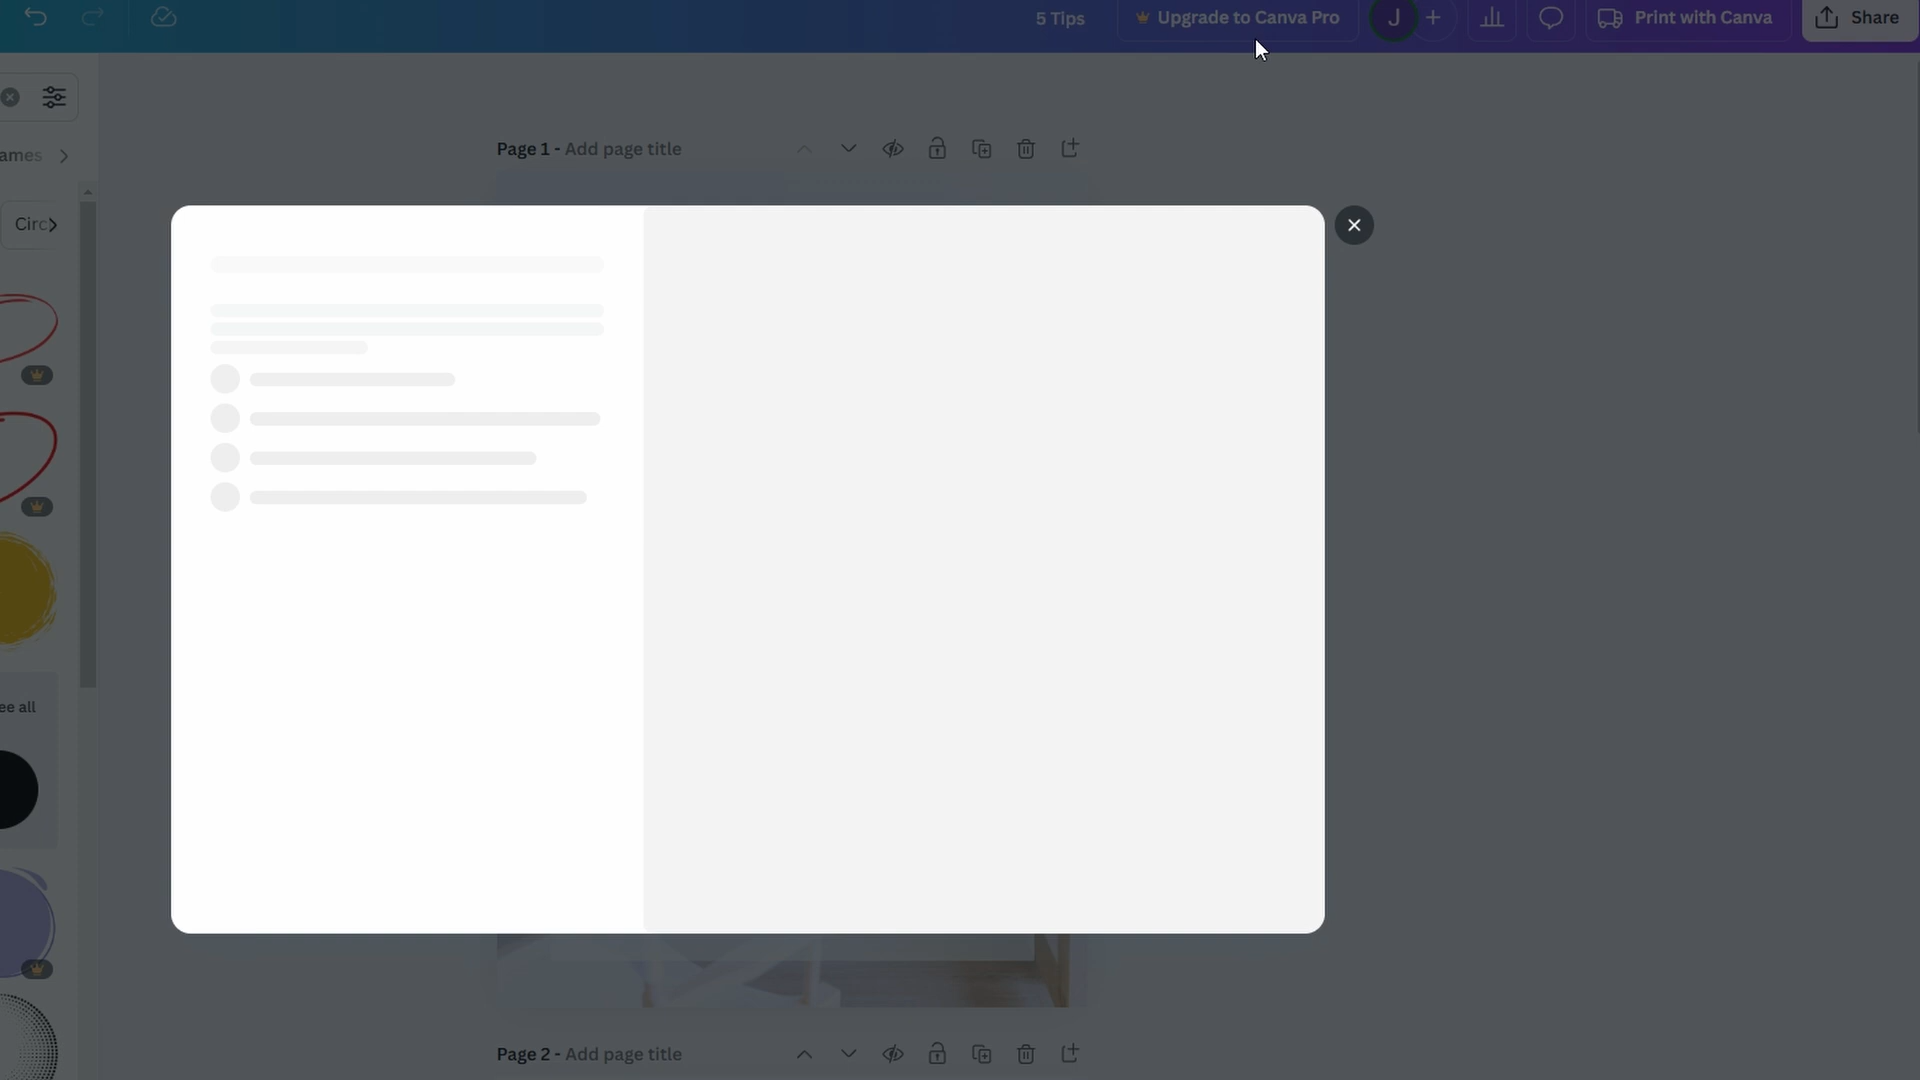 5 Tips
Upgrade to Canva Pro
J
Print with Canva
Share
ames
Page 1 - Add page title
Circ
ee all
Page 2 - Add page title